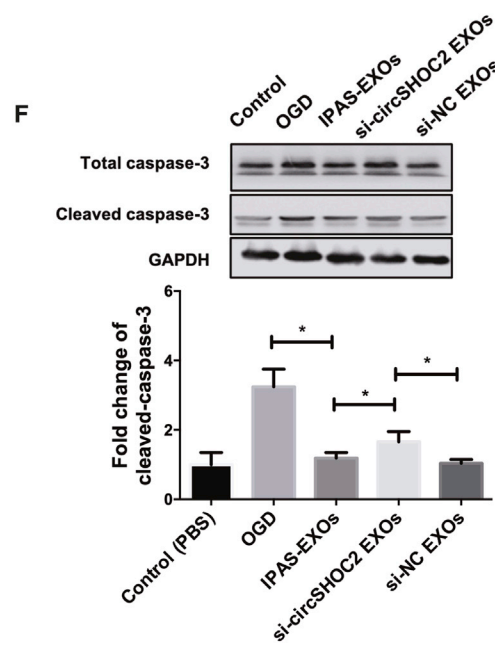 F
Control
OGD
IPAS-EXOs
si-circSHOC2 EXOs
si-NC EXOs
Total caspase-3
Cleaved caspase-3
GAPDH
Fold change of
cleaved-caspase-3
6
4
2
0
*
*
*
Control (PBS)
OGD
IPAS-EXOs
si-circSHOC2 EXOs
si-NC EXOs